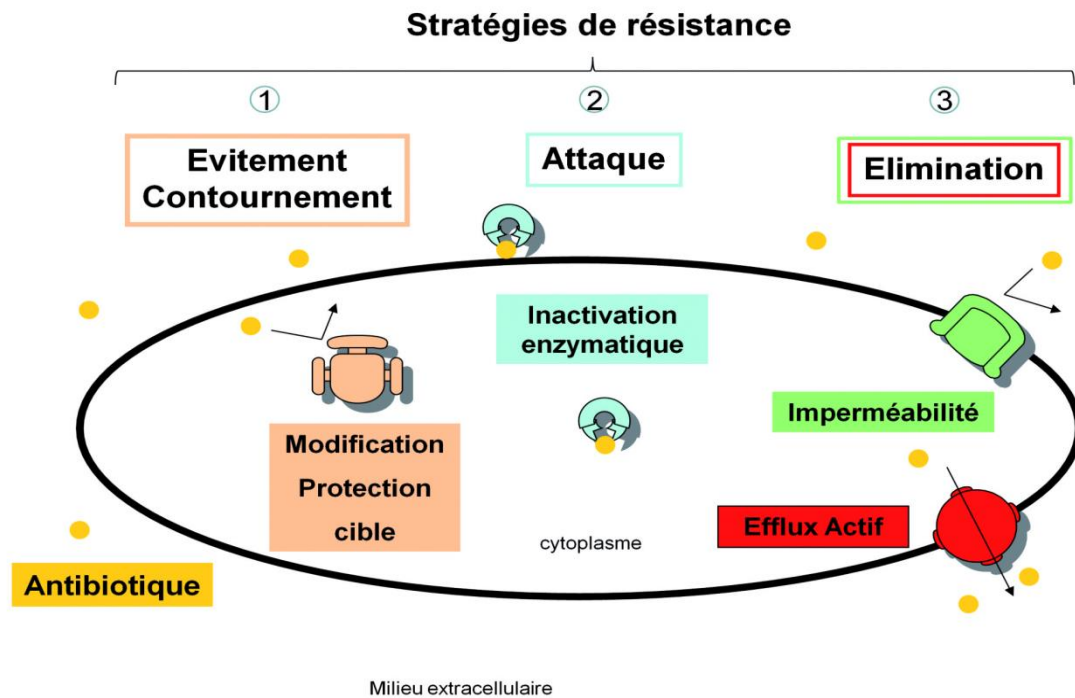 Stratégies de résistance
1
2
3
Evitement
Contournement
Attaque
Elimination
Inactivation
enzymatique
Imperméabilité
Modification
Protection
cible
Efflux Actif
cytoplasme
Antibiotique
Milieu extracellulaire